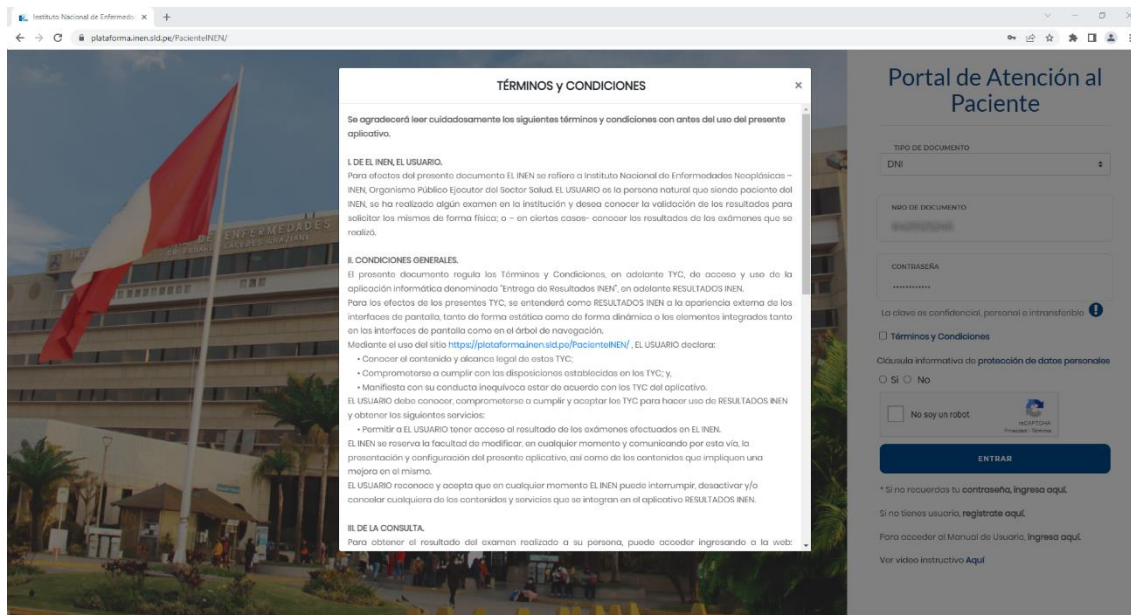 Instituto Nacional de Enfermeda
plataforma.inen.sld.pe/PacienteINEN/
TÉRMINOS y CONDICIONES
Se agradecerá leer cuidadosamente los siguientes términos y condiciones con antes del uso del presente
aplicativo.
I. DE EL INEN, EL USUARIO.
Para efectos del presente documento EL INEN se refiere a Instituto Nacional de Enfermedades Neoplásicas –
INEN, Organismo Público Ejecutor del Sector Salud. EL USUARIO es la persona natural que siendo paciente del
INEN, se ha realizado algún examen en la institución y desea conocer la validación de los resultados para
solicitar los mismos de forma física; o – en ciertos casos- conocer los resultados de los exámenes que se
realizó.
II. CONDICIONES GENERALES.
El presente documento regula los Términos y Condiciones, en adelante TYC, de acceso y uso de la
aplicación informática denominada "Entrega de Resultados INEN", en adelante RESULTADOS INEN.
Para los efectos de los presentes TYC, se entenderá como RESULTADOS INEN a la apariencia externa de los
interfaces de pantalla, tanto de forma estática como de forma dinámica o los elementos integrados tanto
en las interfaces de pantalla como en el árbol de navegación.
Mediante el uso del sitio https://plataforma.inen.sld.pe/PacienteINEN/ , EL USUARIO declara:
• Conocer el contenido y alcance legal de estos TYC;
• Comprometerse a cumplir con las disposiciones establecidas en los TYC; y,
• Manifiesta con su conducta inequívoca estar de acuerdo con los TYC del aplicativo.
EL USUARIO debe conocer, comprometerse a cumplir y aceptar los TYC para hacer uso de RESULTADOS INEN
y obtener los siguientes servicios:
• Permitir a EL USUARIO tener acceso al resultado de los exámenes efectuados en EL INEN.
EL INEN se reserva la facultad de modificar, en cualquier momento y comunicando por esta vía, la
presentación y configuración del presente aplicativo, así como de los contenidos que impliquen una
mejora en el mismo.
EL USUARIO reconoce y acepta que en cualquier momento EL INEN puede interrumpir, desactivar y/o
cancelar cualquiera de los contenidos y servicios que se integran en el aplicativo RESULTADOS INEN.
III. DE LA CONSULTA.
Para obtener el resultado del examen realizado a su persona, puede acceder ingresando a la web:
Portal de Atención al
Paciente
TIPO DE DOCUMENTO
DNI
NRO DE DOCUMENTO
CONTRASEÑA
La clave es confidencial, personal e intransferible
Términos y Condiciones
Cláusula informativa de protección de datos personales
Si No
No soy un robot
reCAPTCHA
Privacidad - Términos
ENTRAR
* Si no recuerdas tu contraseña, ingresa aquí.
Si no tienes usuario, registrate aquí.
Para acceder al Manual de Usuario, ingresa aquí.
Ver video instructivo Aquí
DE ENFERMEDADES